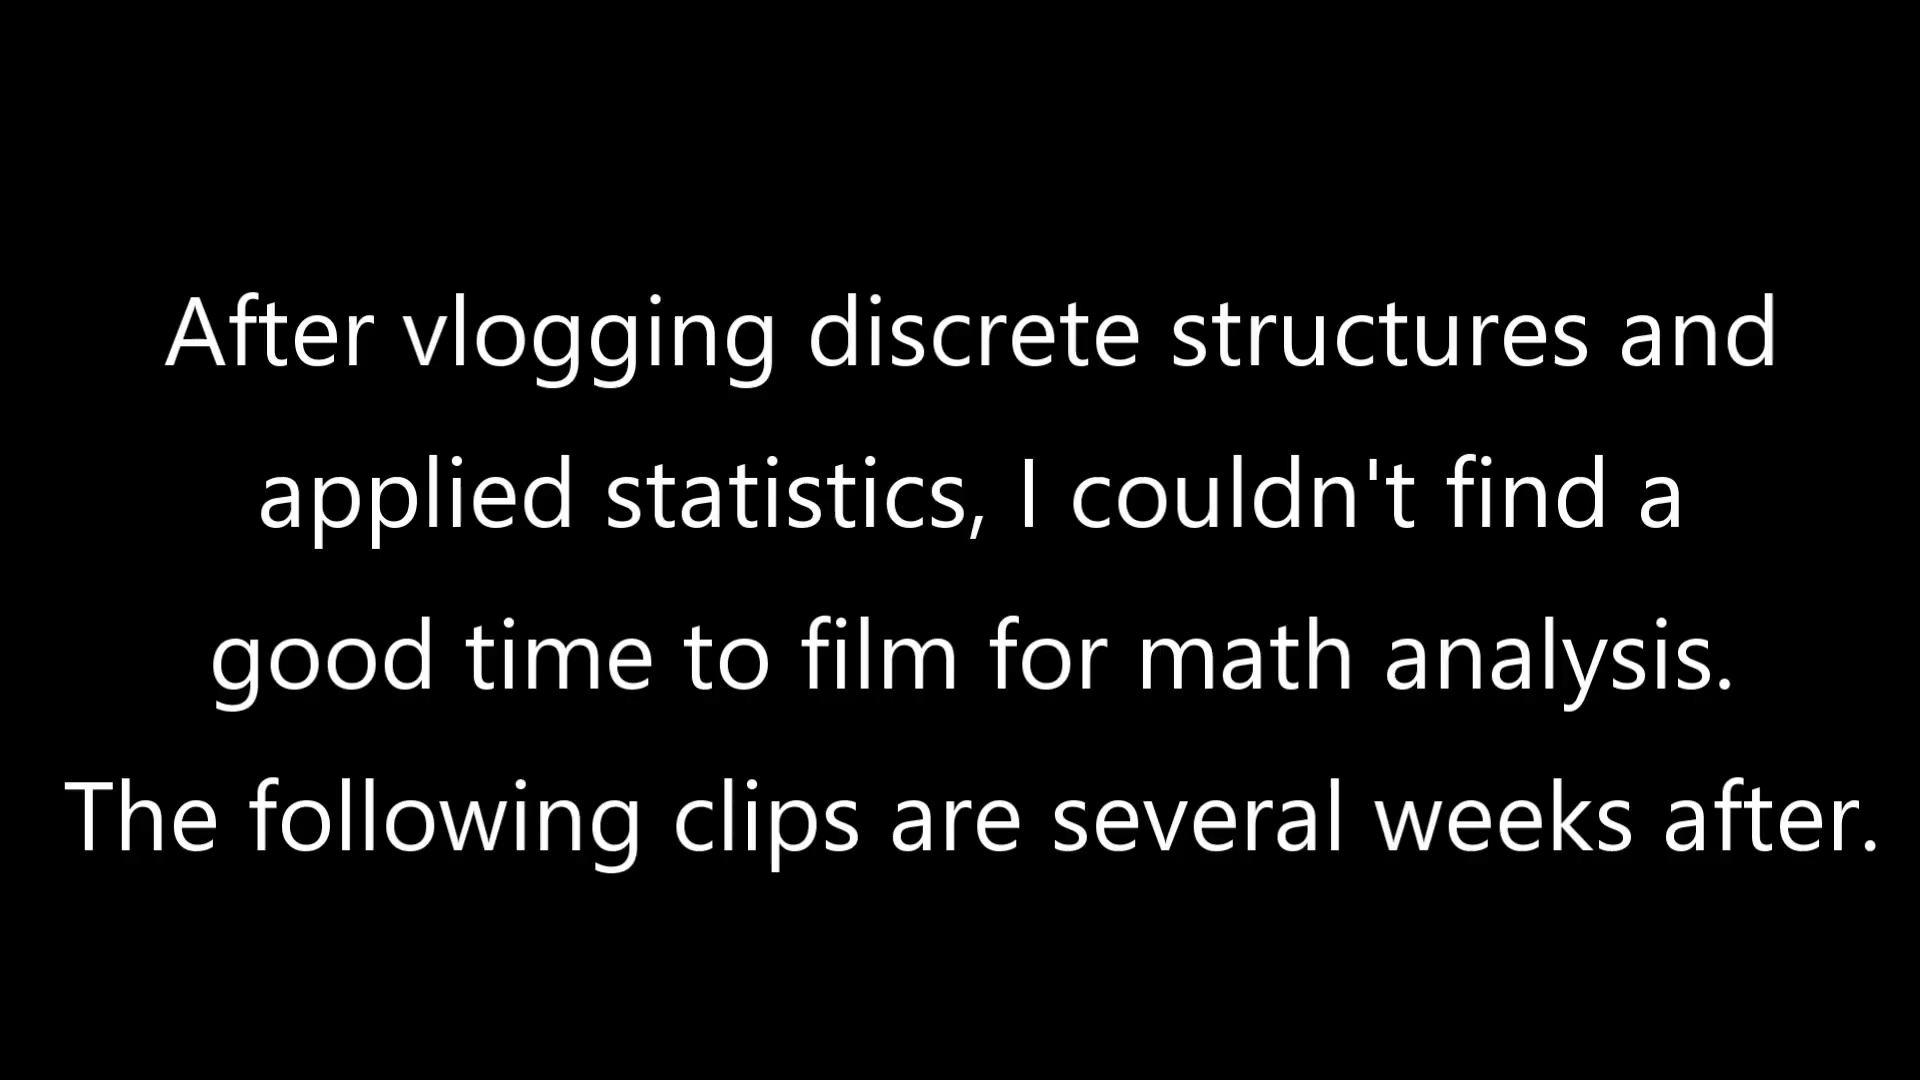 After vlogging discrete structures and
applied statistics, I couldn't find a
good time to film for math analysis.
The following clips are several weeks after.